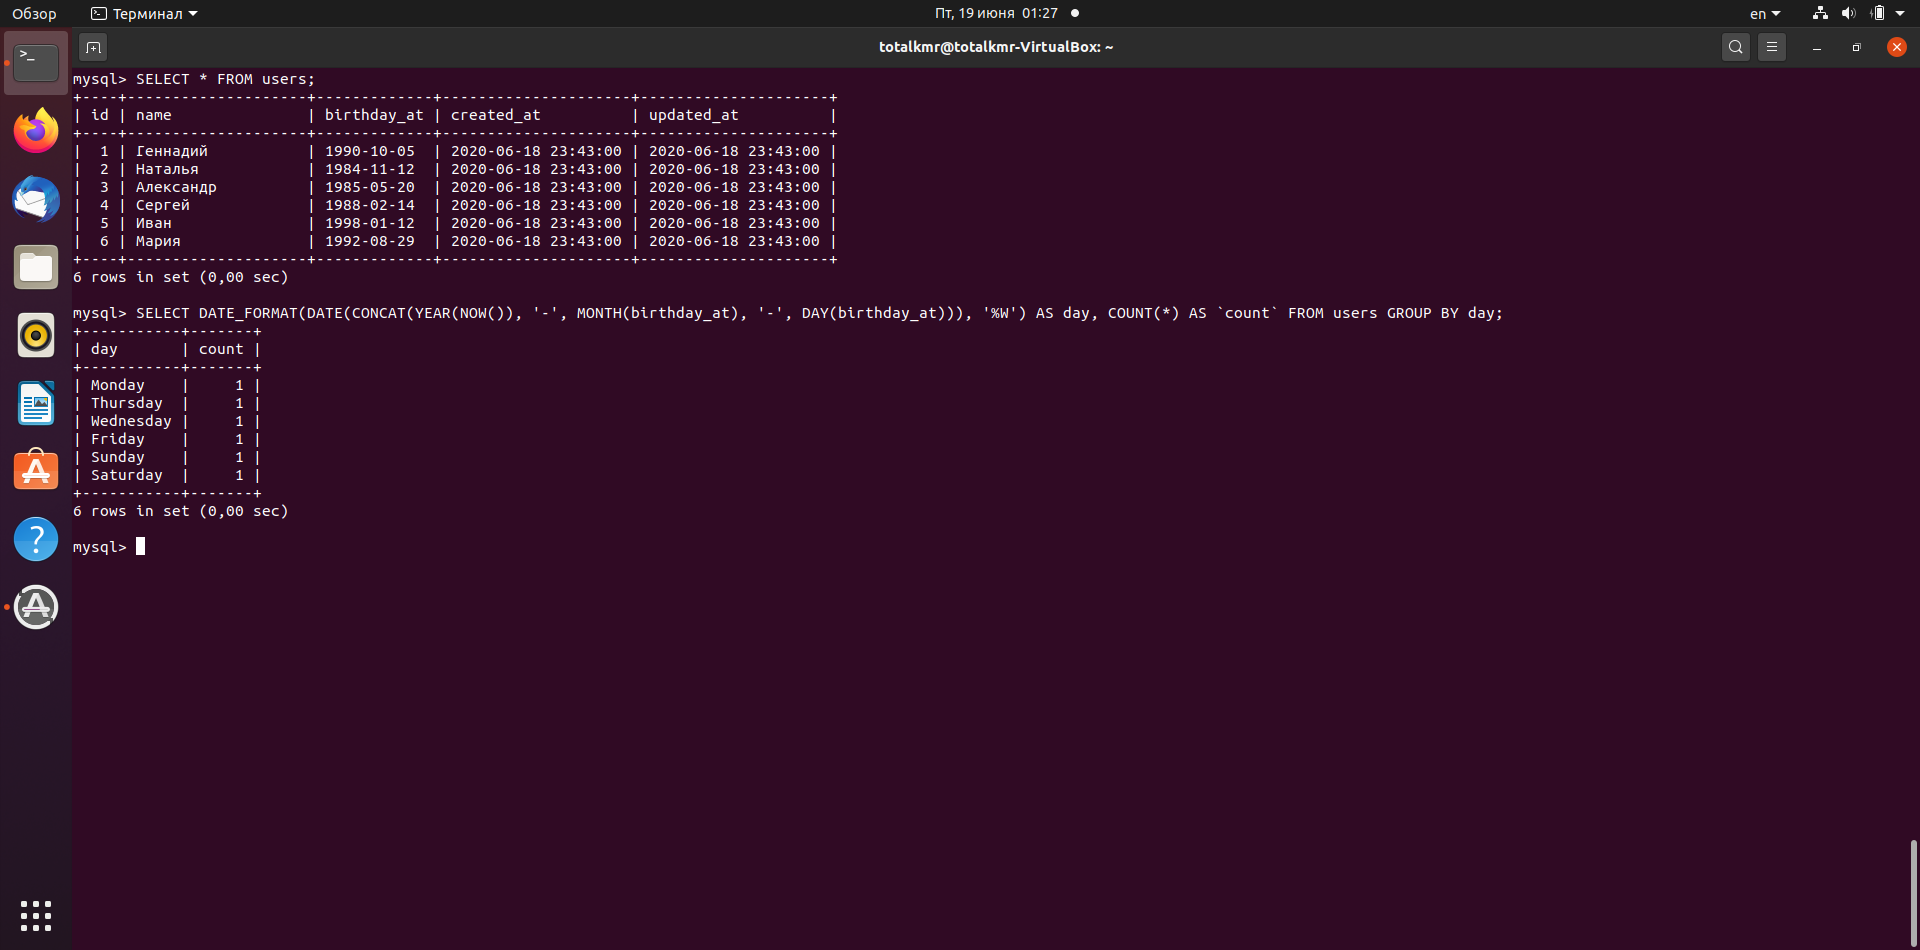 Обзор Терминал Пт, 19 июня 01:27 en
totalkmr@totalkmr-VirtualBox: ~
mysql> SELECT * FROM users;
+----+--------------------+-------------+---------------------+---------------------+
| id | name               | birthday_at | created_at          | updated_at          |
+----+--------------------+-------------+---------------------+---------------------+
|  1 | Геннадий           | 1990-10-05  | 2020-06-18 23:43:00 | 2020-06-18 23:43:00 |
|  2 | Наталья            | 1984-11-12  | 2020-06-18 23:43:00 | 2020-06-18 23:43:00 |
|  3 | Александр          | 1985-05-20  | 2020-06-18 23:43:00 | 2020-06-18 23:43:00 |
|  4 | Сергей             | 1988-02-14  | 2020-06-18 23:43:00 | 2020-06-18 23:43:00 |
|  5 | Иван               | 1998-01-12  | 2020-06-18 23:43:00 | 2020-06-18 23:43:00 |
|  6 | Мария              | 1992-08-29  | 2020-06-18 23:43:00 | 2020-06-18 23:43:00 |
+----+--------------------+-------------+---------------------+---------------------+
6 rows in set (0,00 sec)
mysql> SELECT DATE_FORMAT(DATE(CONCAT(YEAR(NOW()), '-', MONTH(birthday_at), '-', DAY(birthday_at))), '%W') AS day, COUNT(*) AS `count` FROM users GROUP BY day;
+-----------+-------+
| day       | count |
+-----------+-------+
| Monday    |     1 |
| Thursday  |     1 |
| Wednesday |     1 |
| Friday    |     1 |
| Sunday    |     1 |
| Saturday  |     1 |
+-----------+-------+
6 rows in set (0,00 sec)
mysql>